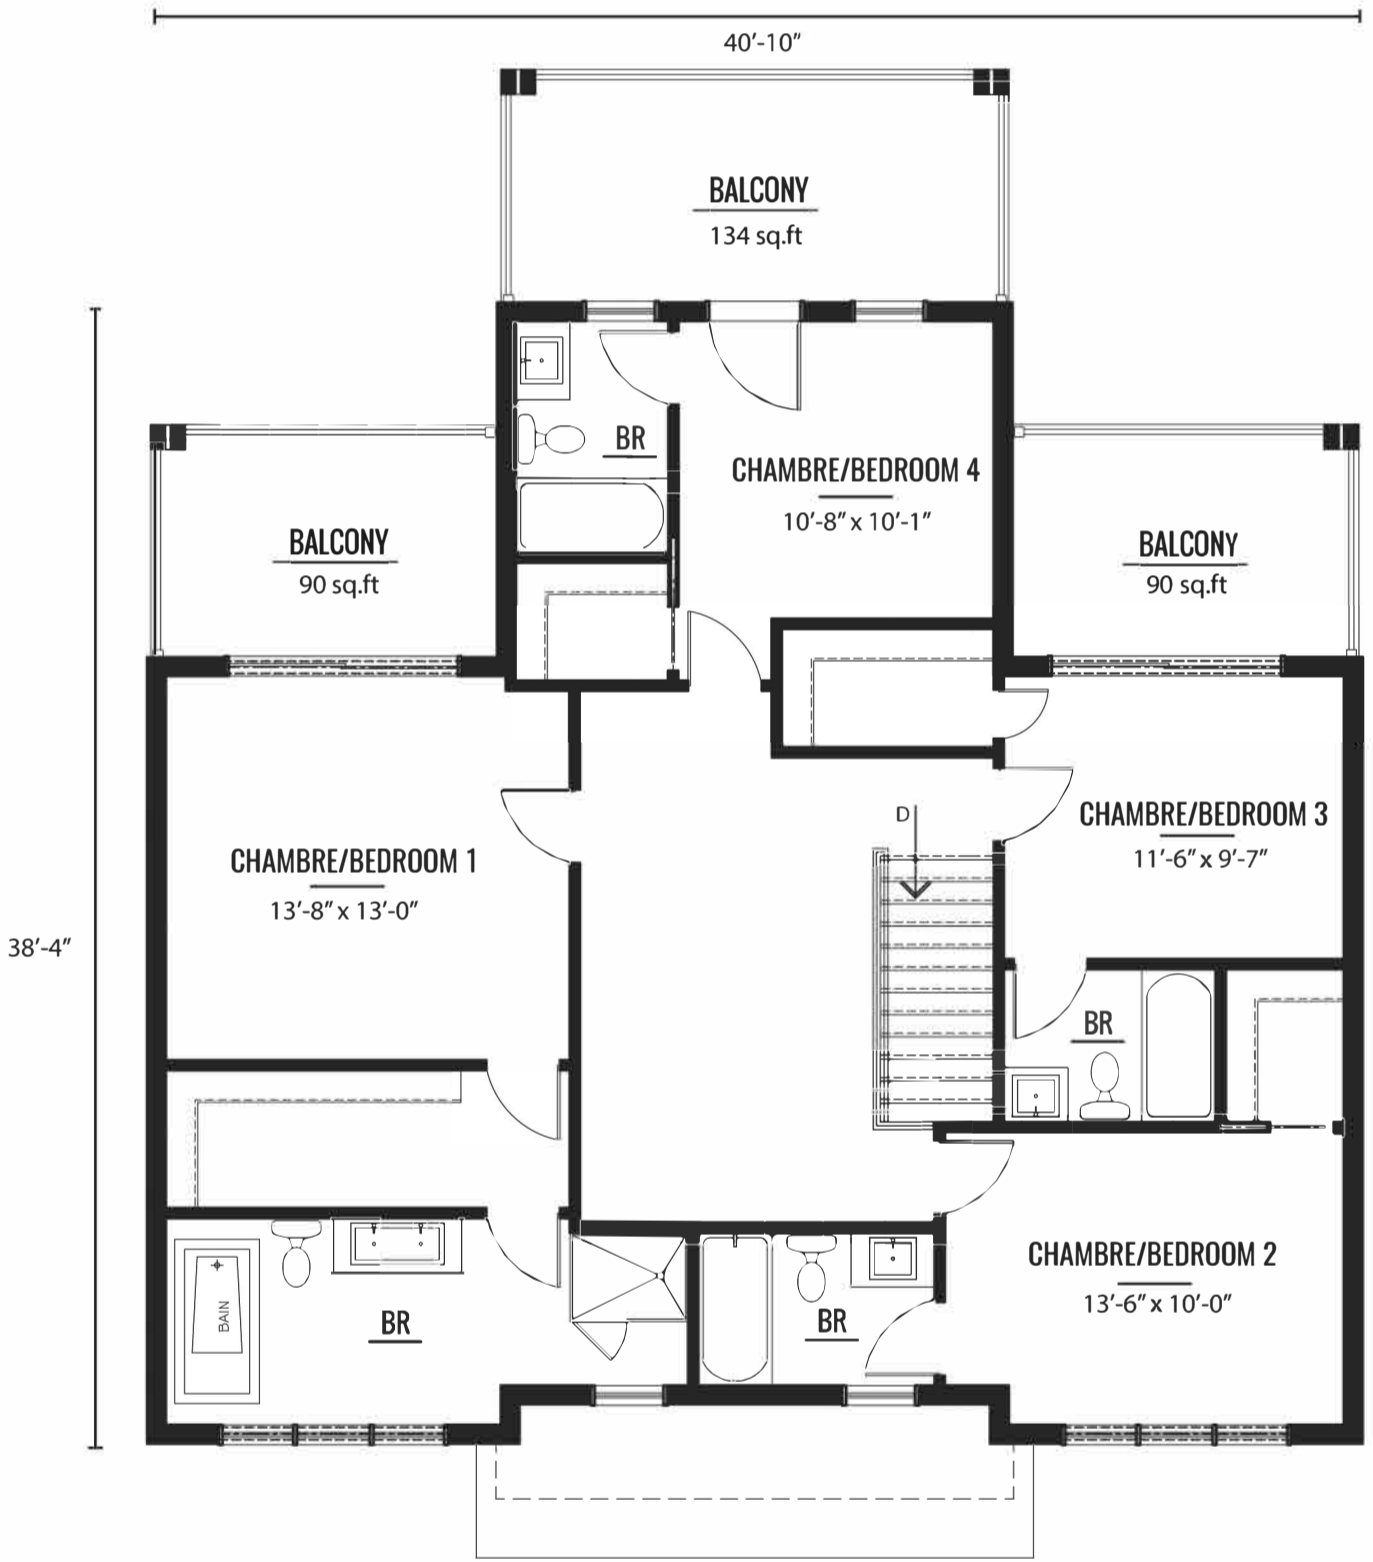 40'-10"
BALCONY
134 sq.ft
BR
CHAMBRE/BEDROOM 4
10'-8" x 10'-1"
BALCONY
90 sq.ft
BALCONY
90 sq.ft
D
CHAMBRE/BEDROOM 3
11'-6" x 9'-7"
CHAMBRE/BEDROOM 1
13'-8" x 13'-0"
38'-4"
BR
CHAMBRE/BEDROOM 2
13'-6" x 10'-0"
BAIN
BR
BR